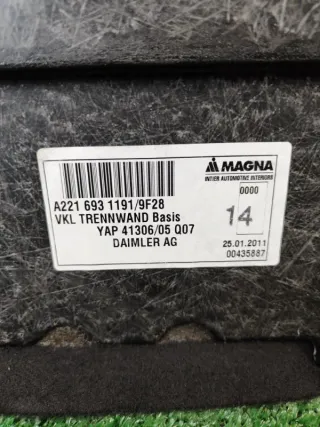 MAGNA
INTIER AUTOMOTIVE INTERIORS
A221 693 1191/9F28
0000
VKL TRENNWAND Basis
14
YAP 41306/05 Q07
DAIMLER AG
25.01.2011
00435887